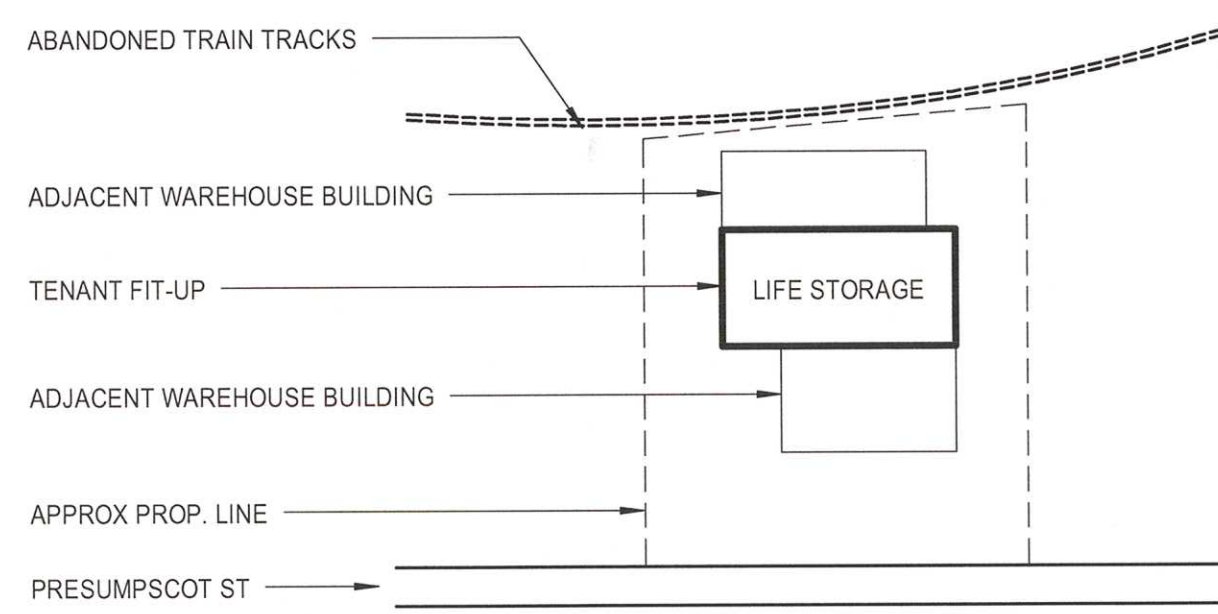 ABANDONED TRAIN TRACKS
ADJACENT WAREHOUSE BUILDING
TENANT FIT-UP
LIFE STORAGE
ADJACENT WAREHOUSE BUILDING
APPROX PROP. LINE
PRESUMPSCOT ST